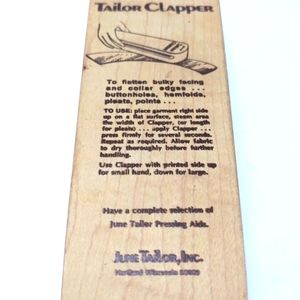 Tailor Clapper
To flatten bulky facing
and collar edges . . .
buttonholes, hemfolds,
pleats, points . . .
TO USE: place garment right side
up on a flat surface, steam area
the width of Clapper, (or length
for pleats) . . . apply Clapper . . .
press firmly for several seconds.
Repeat as required. Allow fabric
to dry thoroughly before further
handling.
Use Clapper with printed side up
for small hand, down for large.
Have a complete selection of
June Tailor Pressing Aids.
June Tailor, Inc.
Wisconsin